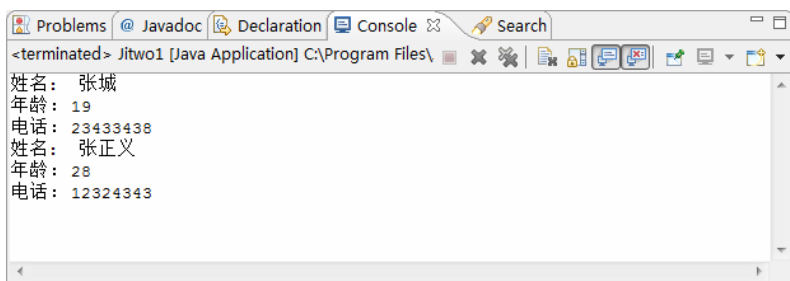 Problems @ Javadoc Declaration Console Search
<terminated> Jitwo1 [Java Application] C:\Program Files\
姓名： 张城
年龄：19
电话：23433438
姓名： 张正义
年龄：28
电话：12324343